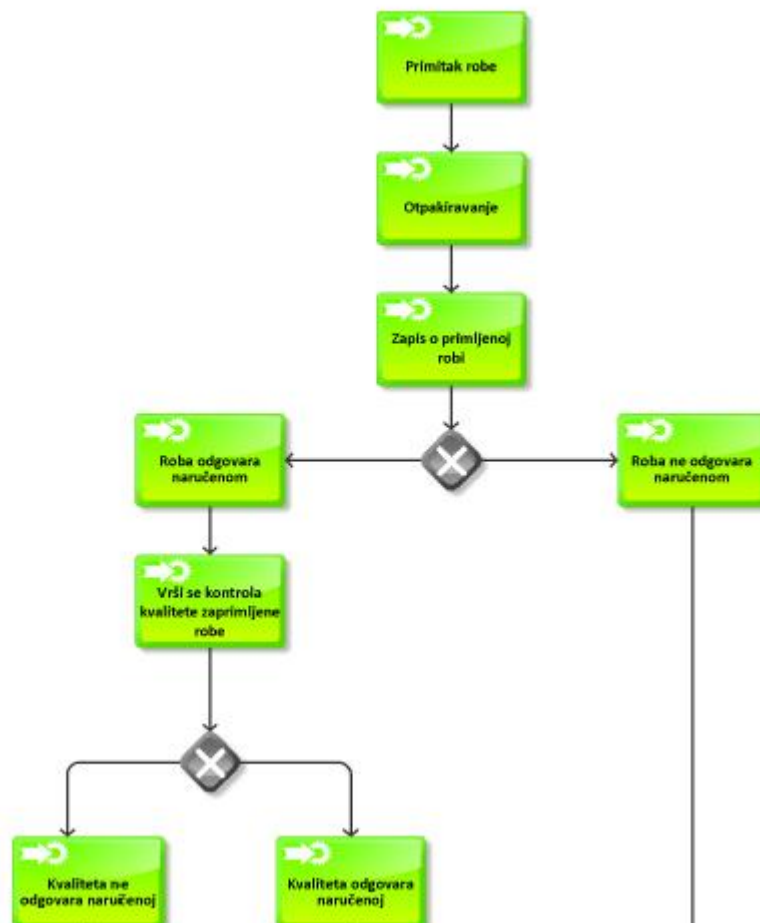 Primitak robe
Otpakiravanje
Zapis o primljenoj
robi
Roba odgovara
naručenom
Roba ne odgovara
naručenom
Vrši se kontrola
kvalitete zaprimljene
robe
Kvaliteta ne
odgovara naručenoj
Kvaliteta odgovara
naručenoj